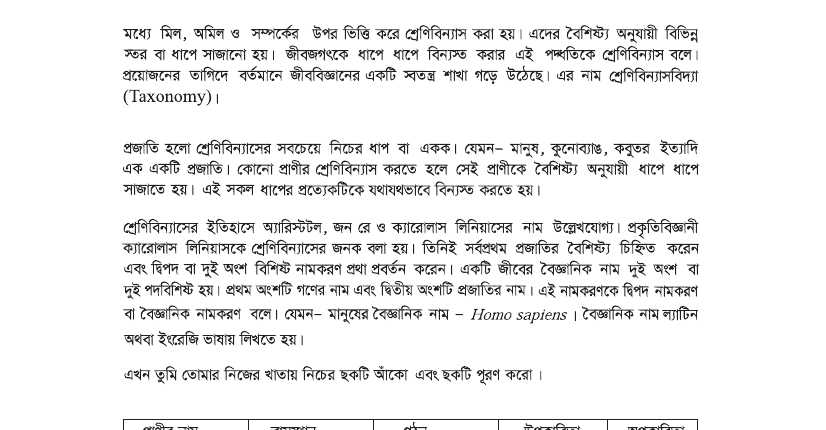 মধ্যে মিল, অমিল ও সম্পর্কের উপর ভিত্তি করে শ্রেণিবিন্যাস করা হয়। এদের বৈশিষ্ট্য অনুযায়ী বিভিন্ন
স্তর বা ধাপে সাজানো হয়। জীবজগৎকে ধাপে ধাপে বিন্যস্ত করার এই পদ্ধতিকে শ্রেণিবিন্যাস বলে।
প্রয়োজনের তাগিদে বর্তমানে জীববিজ্ঞানের একটি স্বতন্ত্র শাখা গড়ে উঠেছে। এর নাম শ্রেণিবিন্যাসবিদ্যা
(Taxonomy)।
প্রজাতি হলো শ্রেণিবিন্যাসের সবচেয়ে নিচের ধাপ বা একক। যেমন– মানুষ, কুনোব্যাঙ, কবুতর ইত্যাদি
এক একটি প্রজাতি। কোনো প্রাণীর শ্রেণিবিন্যাস করতে হলে সেই প্রাণীকে বৈশিষ্ট্য অনুযায়ী ধাপে ধাপে
সাজাতে হয়। এই সকল ধাপের প্রত্যেকটিকে যথাযথভাবে বিন্যস্ত করতে হয়।
শ্রেণিবিন্যাসের ইতিহাসে অ্যারিস্টটল, জন রে ও ক্যারোলাস লিনিয়াসের নাম উল্লেখযোগ্য। প্রকৃতিবিজ্ঞানী
ক্যারোলাস লিনিয়াসকে শ্রেণিবিন্যাসের জনক বলা হয়। তিনিই সর্বপ্রথম প্রজাতির বৈশিষ্ট্য চিহ্নিত করেন
এবং দ্বিপদ বা দুই অংশ বিশিষ্ট নামকরণ প্রথা প্রবর্তন করেন। একটি জীবের বৈজ্ঞানিক নাম দুই অংশ বা
দুই পদবিশিষ্ট হয়। প্রথম অংশটি গণের নাম এবং দ্বিতীয় অংশটি প্রজাতির নাম। এই নামকরণকে দ্বিপদ নামকরণ
বা বৈজ্ঞানিক নামকরণ বলে। যেমন– মানুষের বৈজ্ঞানিক নাম – Homo sapiens । বৈজ্ঞানিক নাম ল্যাটিন
অথবা ইংরেজি ভাষায় লিখতে হয়।
এখন তুমি তোমার নিজের খাতায় নিচের ছকটি আঁকো এবং ছকটি পূরণ করো।